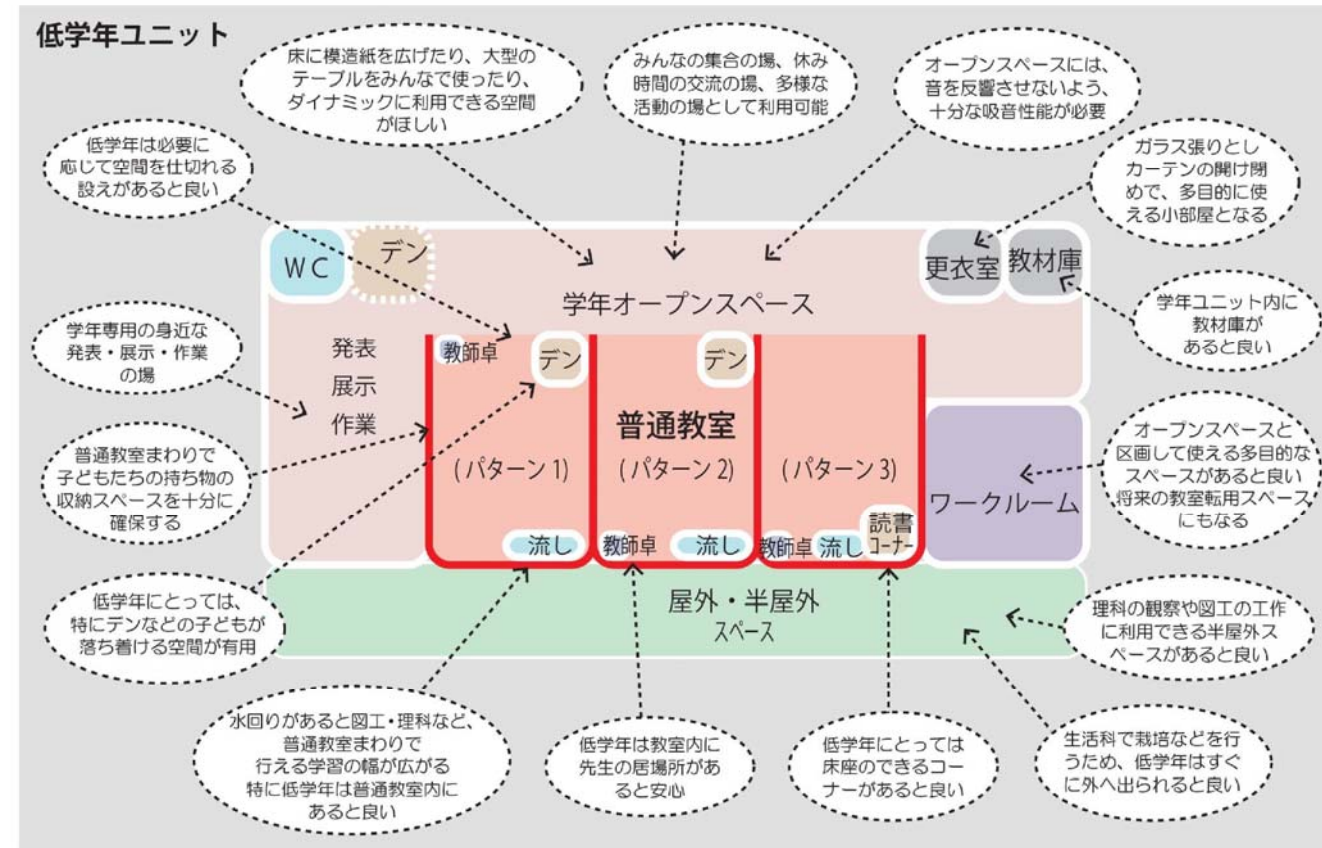 低学年ユニット
床に模造紙を広げたり、大型の
テーブルをみんなで使ったり、
ダイナミックに利用できる空間
がほしい
みんなの集合の場、休み
時間の交流の場、多様な
活動の場として利用可能
オープンスペースには、
音を反響させないよう、
十分な吸音性能が必要
低学年は必要に
応じて空間を仕切れる
設えがあると良い
ガラス張りとし
カーテンの開け閉
めで、多目的に使
える小部屋となる
WC
デン
更衣室
教材庫
学年オープンスペース
学年専用の身近な
発表・展示・作業
の場
学年ユニット内に
教材庫が
あると良い
発表
展示
作業
教師卓
デン
デン
普通教室
(パターン1)
(パターン2)
(パターン3)
普通教室まわりで
子どもたちの持ち物の
収納スペースを十分に
確保する
オープンスペースと
区画して使える多目的な
スペースがあると良い
将来の教室転用スペース
にもなる
ワークルーム
流し
教師卓
流し
教師卓
流し
読書
コーナー
屋外・半屋外
スペース
低学年にとっては、
特にデンなどの子どもが
落ち着ける空間が有用
理科の観察や図工の工作
に利用できる半屋外ス
ペースがあると良い
水回りがあると図工・理科など、
普通教室まわりで
行える学習の幅が広がる
特に低学年は普通教室内に
あると良い
低学年は教室内に
先生の居場所があ
ると安心
低学年にとっては
床座のできるコー
ナーがあると良い
生活科で栽培などを行
うため、低学年はすぐ
に外へ出られると良い